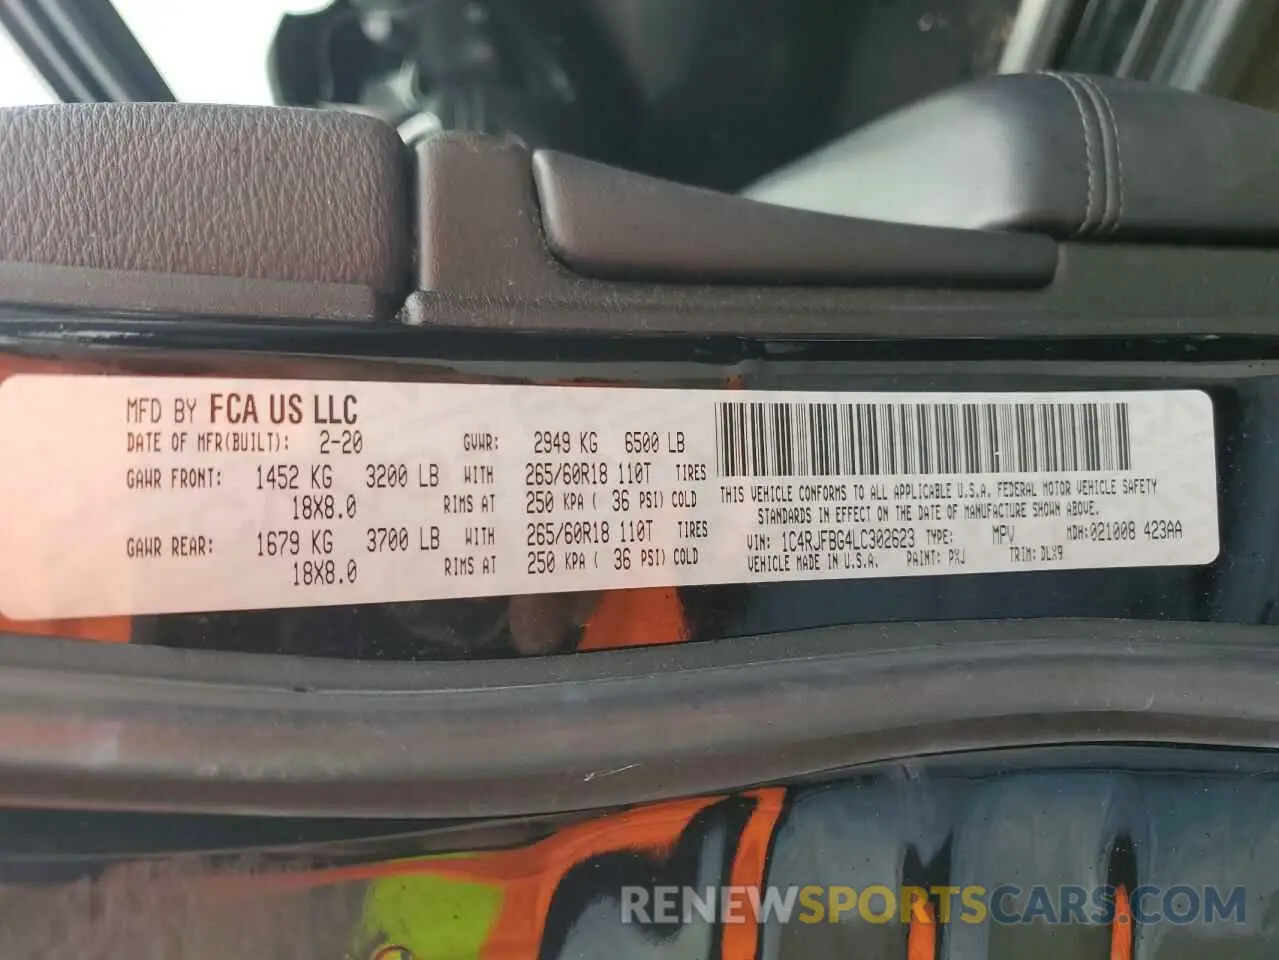 MFD BY FCA US LLC
DATE OF MFR(BUILT): 2-20 GVWR: 2949 KG 6500 LB
GAWR FRONT: 1452 KG 3200 LB WITH 265/60R18 110T TIRES
18X8.0 RIMS AT 250 KPA ( 36 PSI) COLD
GAWR REAR: 1679 KG 3700 LB WITH 265/60R18 110T TIRES
18X8.0 RIMS AT 250 KPA ( 36 PSI) COLD
THIS VEHICLE CONFORMS TO ALL APPLICABLE U.S.A. FEDERAL MOTOR VEHICLE SAFETY
STANDARDS IN EFFECT ON THE DATE OF MANUFACTURE SHOWN ABOVE.
VIN: 1C4RJFBG4LC302623 TYPE: MPV MDH:021008 423AA
VEHICLE MADE IN U.S.A. PAINT: PXJ TRIM: DLX9
RENEWSPORTSCARS.COM